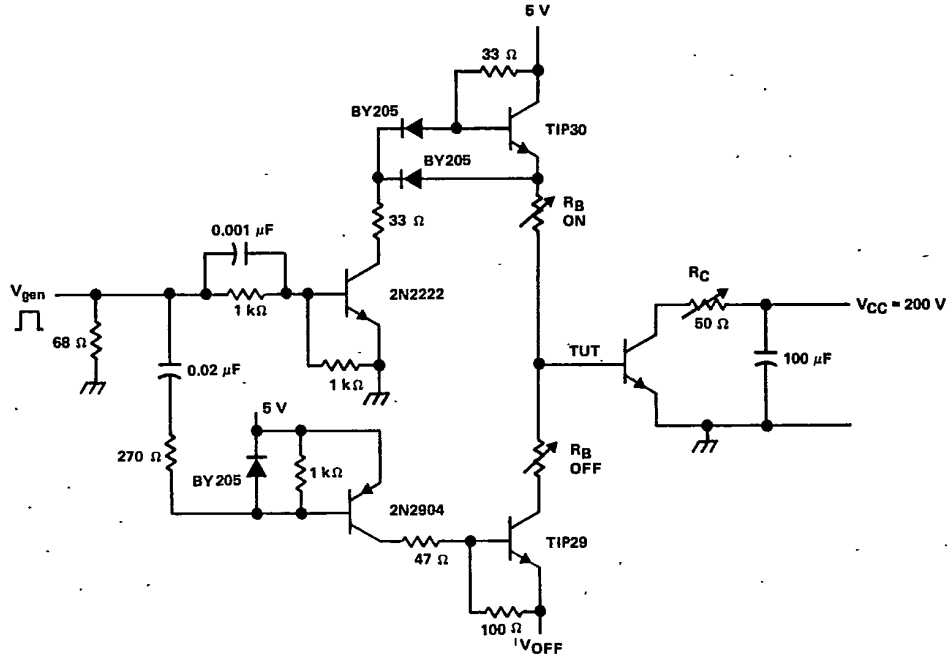 5 V
33 Ω
BY205
TIP30
BY205
R_B
ON
33 Ω
0.001 µF
R_C
V_gen
2N2222
V_CC = 200 V
1 kΩ
50 Ω
68 Ω
TUT
100 µF
0.02 µF
1 kΩ
5 V
R_B
OFF
270 Ω
BY205
1 kΩ
2N2904
TIP29
47 Ω
100 Ω
V_OFF